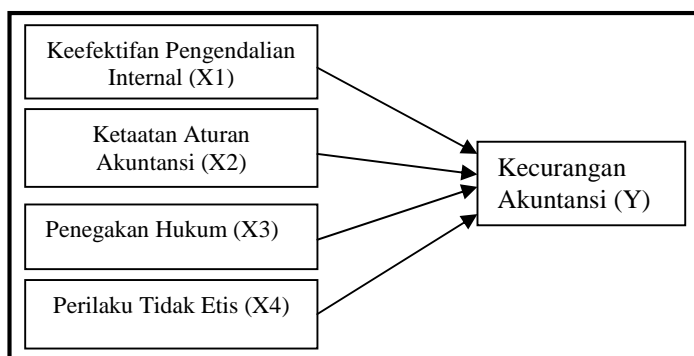 Keefektifan Pengendalian
Internal (X1)
Ketaatan Aturan
Akuntansi (X2)
Kecurangan
Akuntansi (Y)
Penegakan Hukum (X3)
Perilaku Tidak Etis (X4)